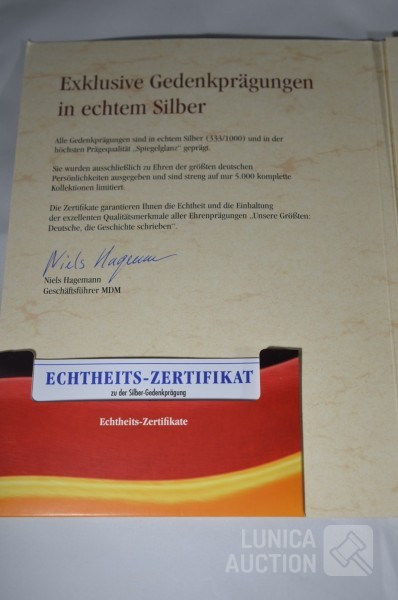 Exklusive Gedenkprägungen
in echtem Silber
Alle Gedenkprägungen sind in echtem Silber (333/1000) und in der
höchsten Prägequalität „Spiegelglanz" geprägt.
Sie wurden ausschließlich zu Ehren der größten deutschen
Persönlichkeiten ausgegeben und sind streng auf nur 5.000 komplette
Kollektionen limitiert.
Die Zertifikate garantieren Ihnen die Echtheit und die Einhaltung
der exzellenten Qualitätsmerkmale aller Ehrenprägungen „Unsere Größten:
Deutsche, die Geschichte schrieben".
Niels Hagemann
Niels Hagemann
Geschäftsführer MDM
ECHTHEITS-ZERTIFIKAT
zu der Silber-Gedenkprägung
Echtheits-Zertifikate
LUNICA
AUCTION